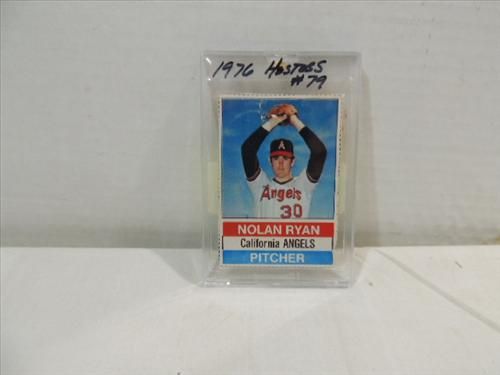 1976 HOSTESS
#79
A
Angels
30
NOLAN RYAN
California ANGELS
PITCHER